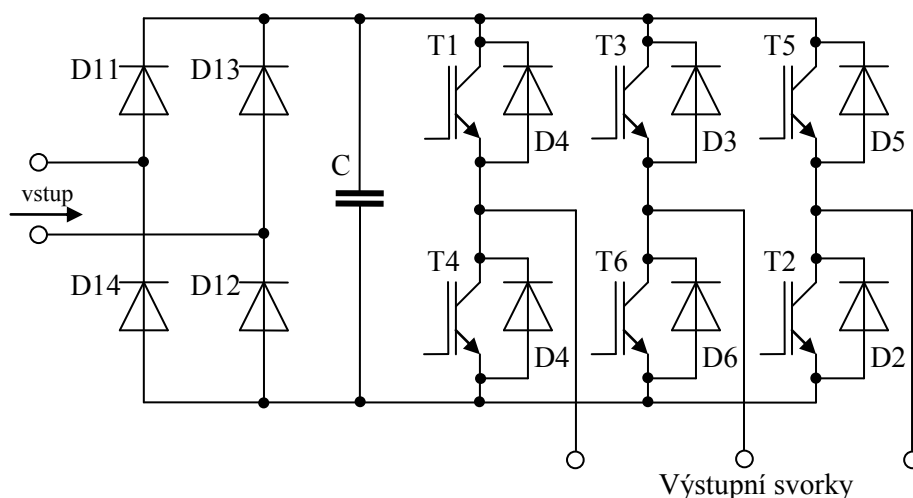 T1 T3 T5
D11 D13
D4 D3 D5
C
vstup
T4 T6 T2
D14 D12
D4 D6 D2
Výstupní svorky